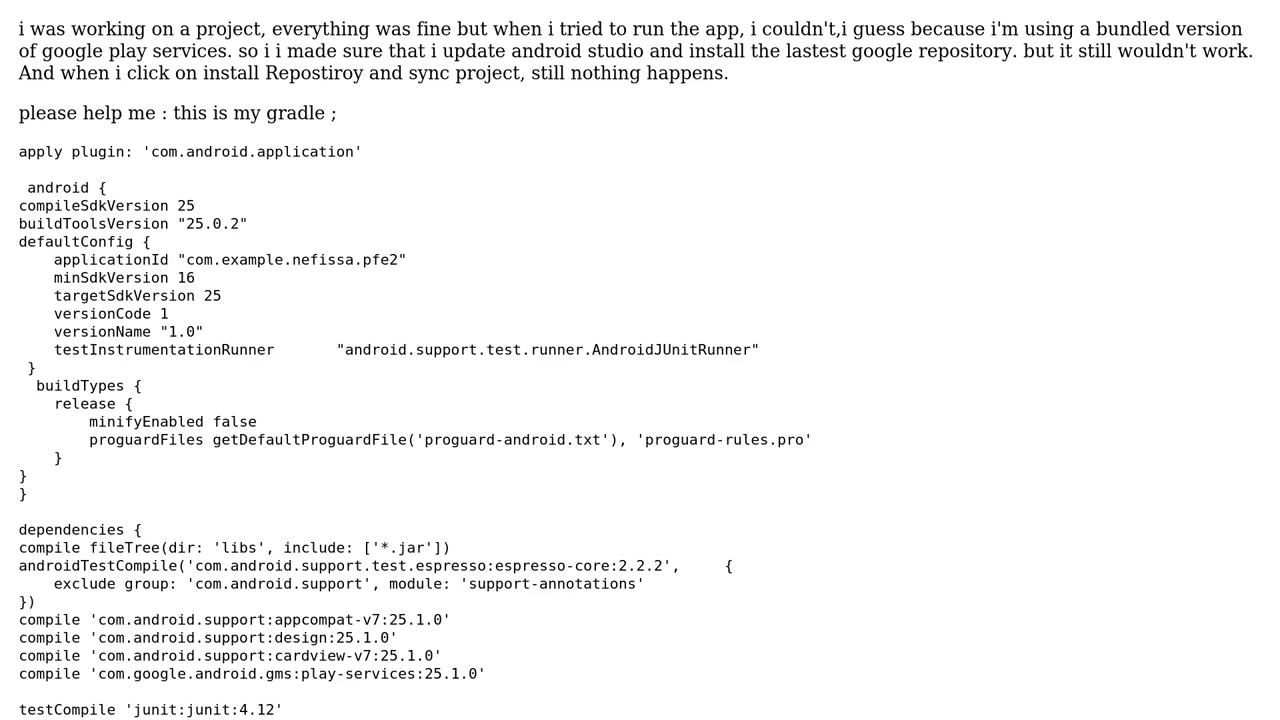 i was working on a project, everything was fine but when i tried to run the app, i couldn't,i guess because i'm using a bundled version
of google play services. so i i made sure that i update android studio and install the lastest google repository. but it still wouldn't work.
And when i click on install Repostiroy and sync project, still nothing happens.
please help me : this is my gradle ;
apply plugin: 'com.android.application'
android {
compileSdkVersion 25
buildToolsVersion "25.0.2"
defaultConfig {
applicationId "com.example.nefissa.pfe2"
minSdkVersion 16
targetSdkVersion 25
versionCode 1
versionName "1.0"
testInstrumentationRunner       "android.support.test.runner.AndroidJUnitRunner"
}
buildTypes {
release {
minifyEnabled false
proguardFiles getDefaultProguardFile('proguard-android.txt'), 'proguard-rules.pro'
}
}
}
dependencies {
compile fileTree(dir: 'libs', include: ['*.jar'])
androidTestCompile('com.android.support.test.espresso:espresso-core:2.2.2',     {
exclude group: 'com.android.support', module: 'support-annotations'
})
compile 'com.android.support:appcompat-v7:25.1.0'
compile 'com.android.support:design:25.1.0'
compile 'com.android.support:cardview-v7:25.1.0'
compile 'com.google.android.gms:play-services:25.1.0'
testCompile 'junit:junit:4.12'